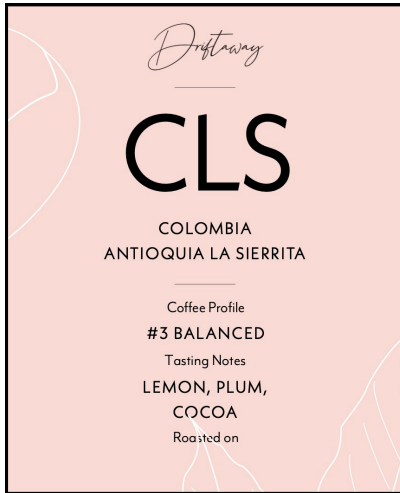 Driftaway
CLS
COLOMBIA
ANTIOQUIA LA SIERRITA
Coffee Profile
#3 BALANCED
Tasting Notes
LEMON, PLUM,
COCOA
Roasted on